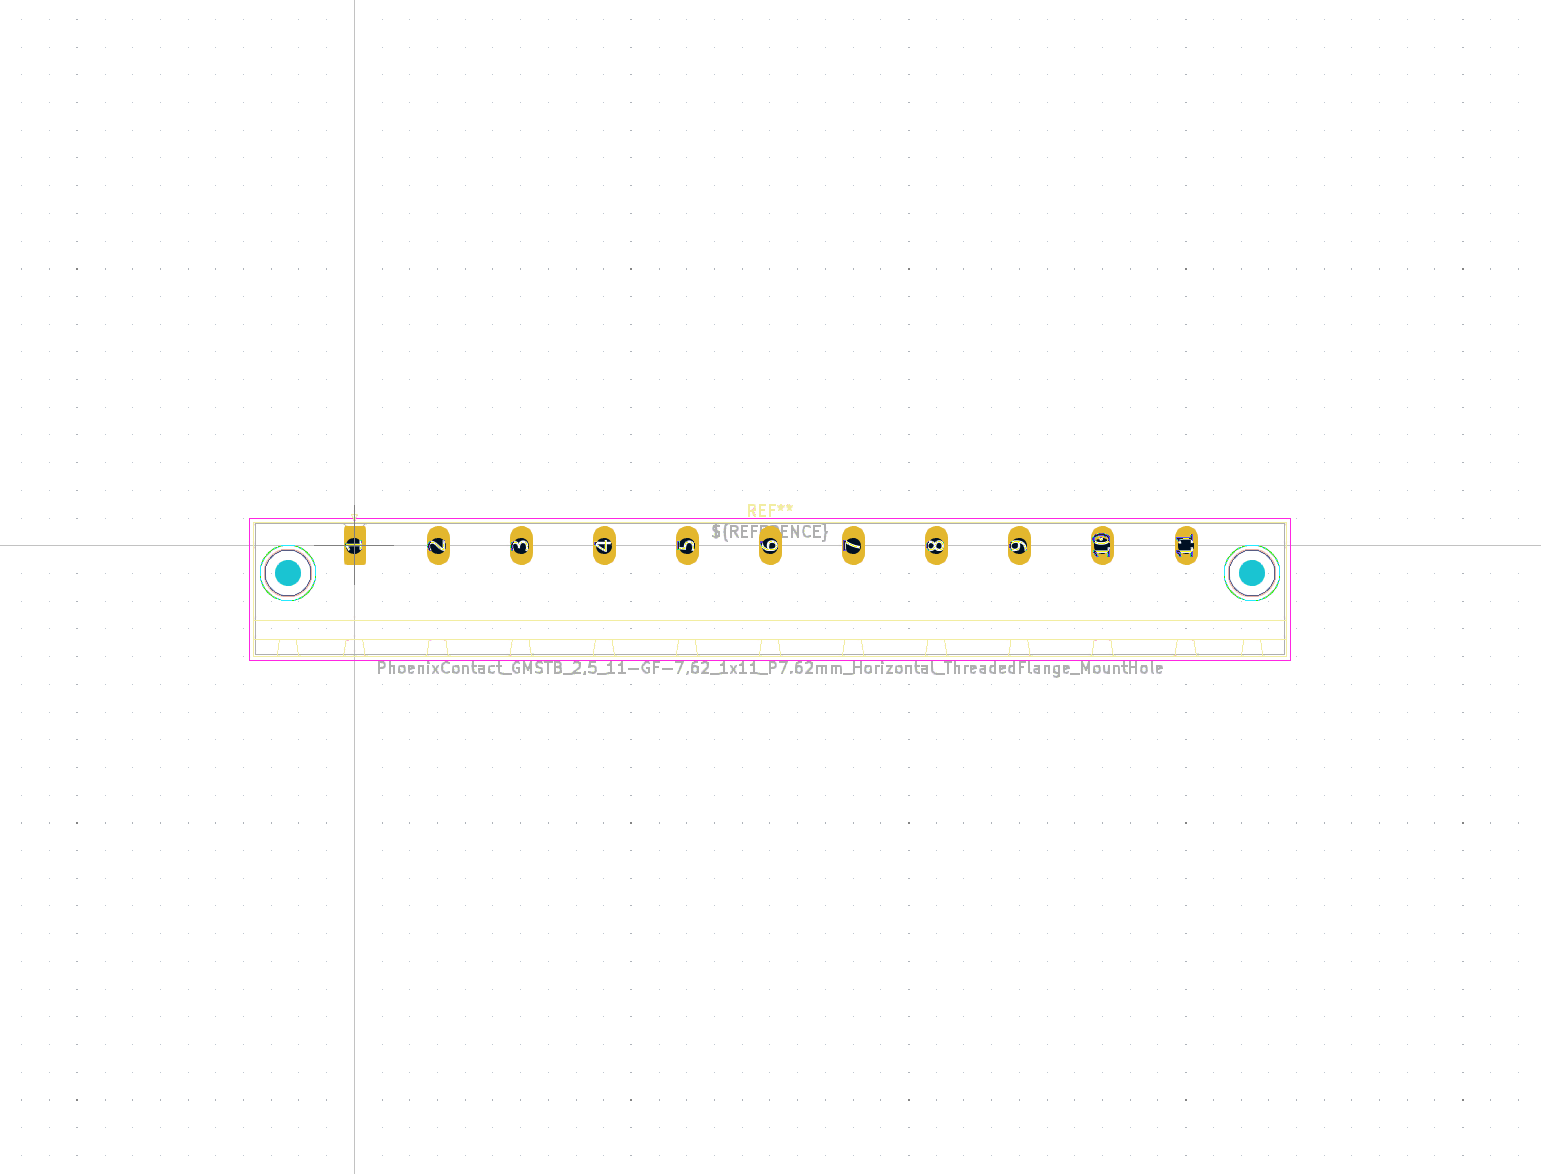 REF**
${REFERENCE}
1 2 3 4 5 6 7 8 9 10 11
PhoenixContact_GMSTB_2,5_11-GF-7,62_1x11_P7.62mm_Horizontal_ThreadedFlange_MountHole